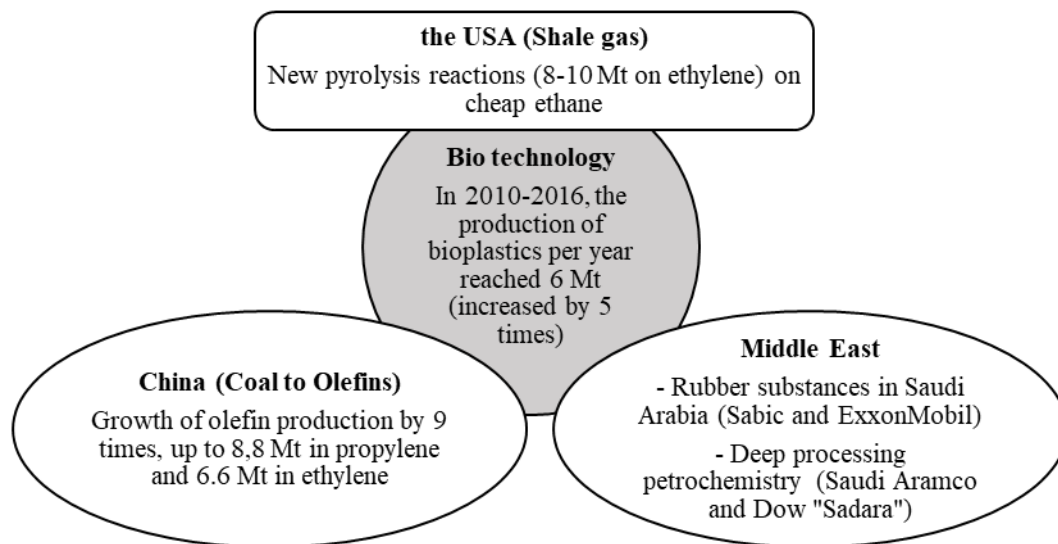 the USA (Shale gas)
New pyrolysis reactions (8-10 Mt on ethylene) on
cheap ethane
Bio technology
In 2010-2016, the
production of
bioplastics per year
reached 6 Mt
(increased by 5
times)
China (Coal to Olefins)
Growth of olefin production by 9
times, up to 8,8 Mt in propylene
and 6.6 Mt in ethylene
Middle East
- Rubber substances in Saudi
Arabia (Sabic and ExxonMobil)
- Deep processing
petrochemistry (Saudi Aramco
and Dow "Sadara")